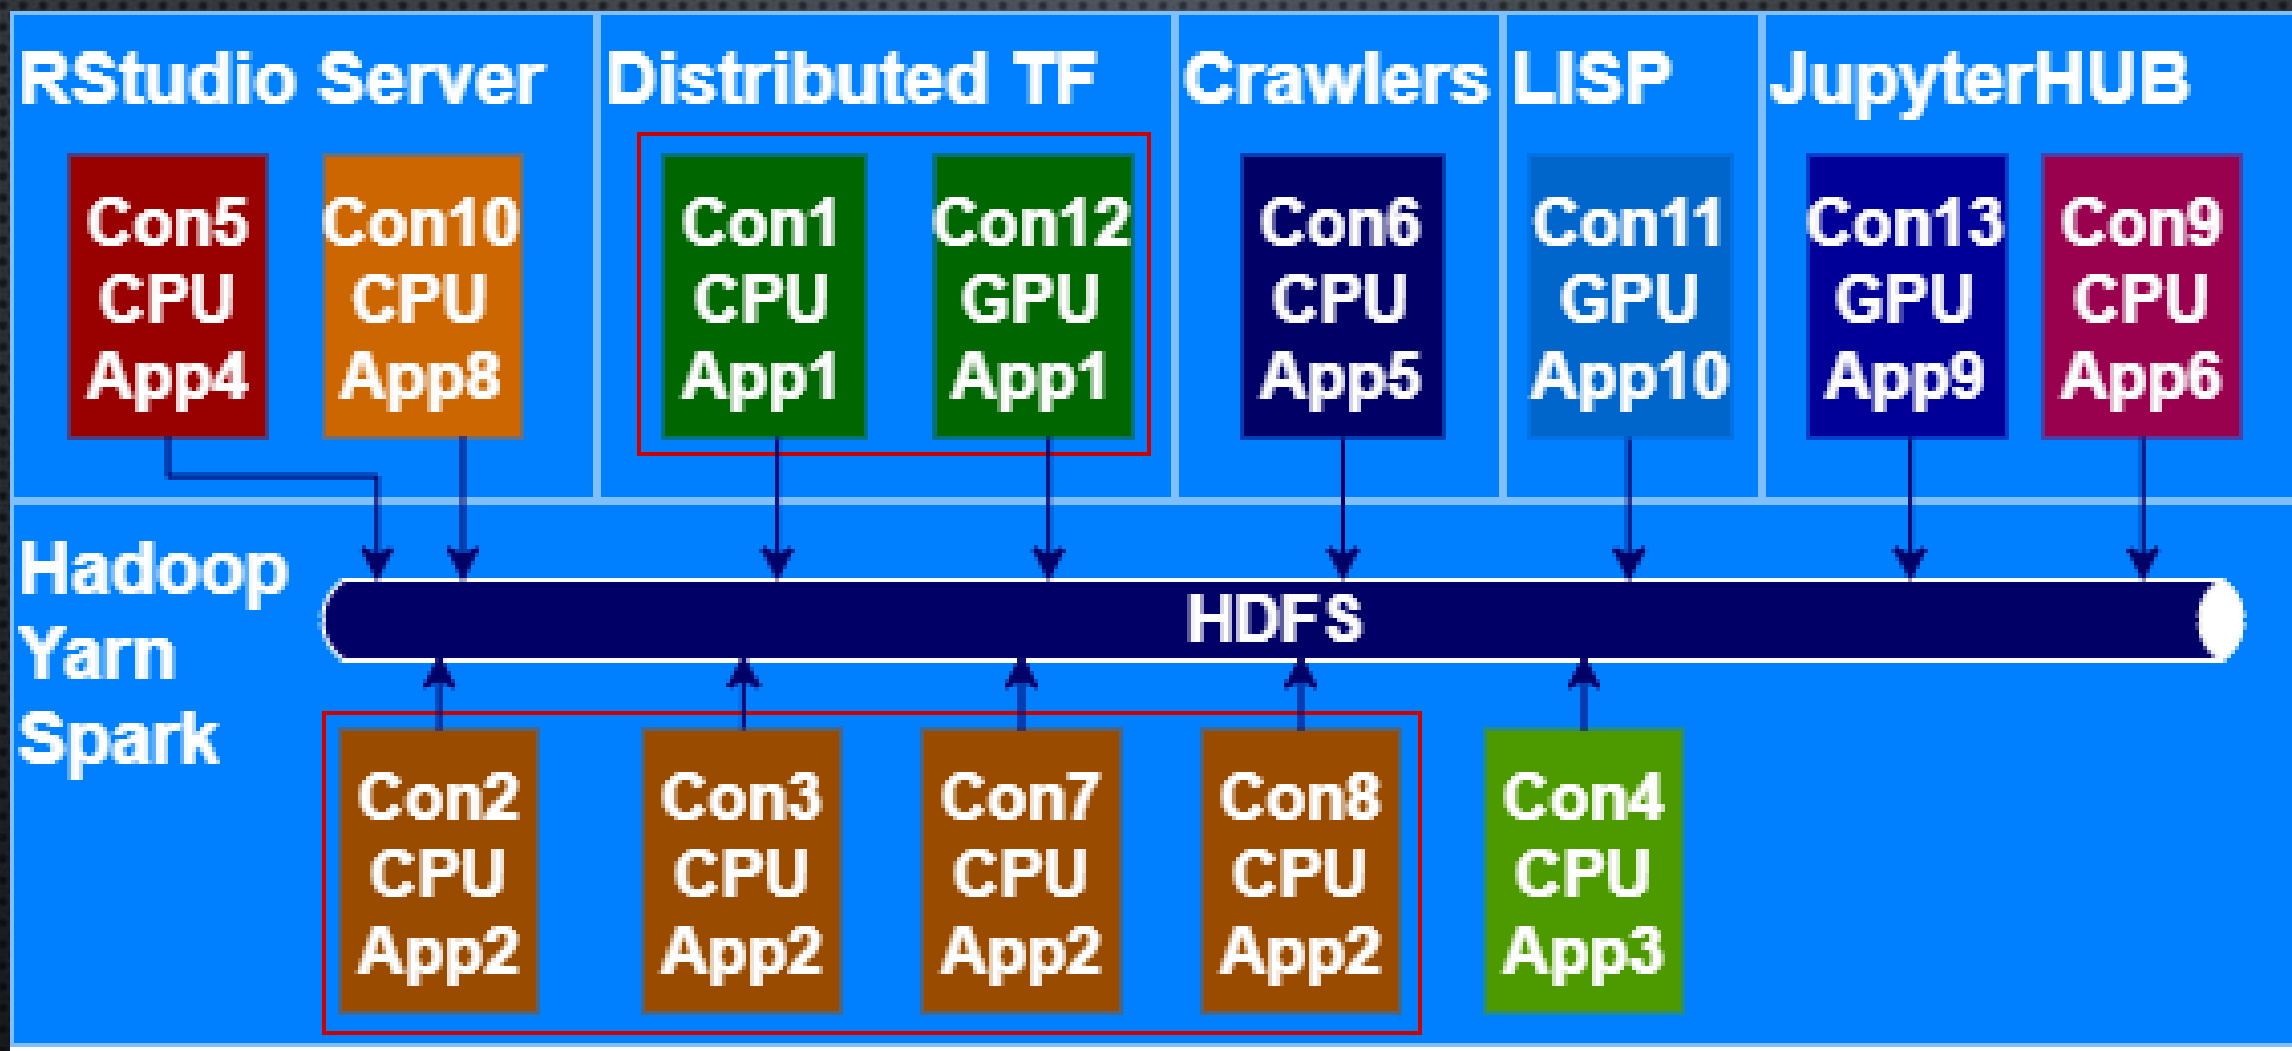 RStudio Server
Con5
CPU
App4
Con10
CPU
App8
Distributed TF
Con1
CPU
App1
Con12
GPU
App1
Crawlers
Con6
CPU
App5
LISP
Con11
GPU
App10
JupyterHUB
Con13
GPU
App9
Con9
CPU
App6
Hadoop
Yarn
Spark
HDFS
Con2
CPU
App2
Con3
CPU
App2
Con7
CPU
App2
Con8
CPU
App2
Con4
CPU
App3